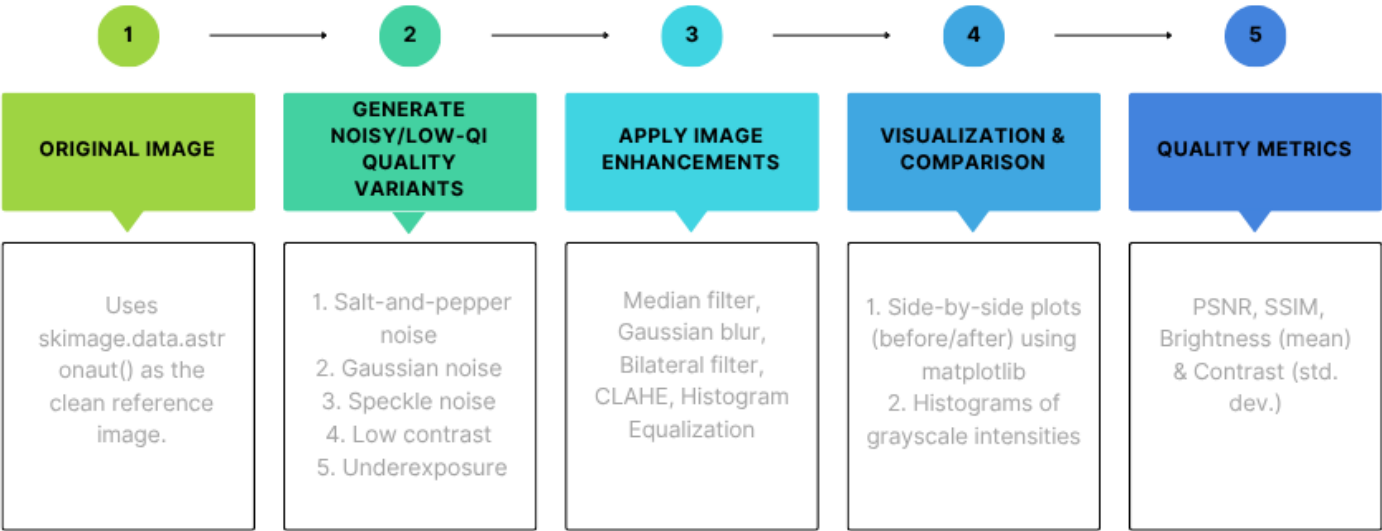 1
2
3
4
5
ORIGINAL IMAGE
GENERATE
NOISY/LOW-QI
QUALITY
VARIANTS
APPLY IMAGE
ENHANCEMENTS
VISUALIZATION &
COMPARISON
QUALITY METRICS
Uses
skimage.data.astr
onaut() as the
clean reference
image.
1. Salt-and-pepper
noise
2. Gaussian noise
3. Speckle noise
4. Low contrast
5. Underexposure
Median filter,
Gaussian blur,
Bilateral filter,
CLAHE, Histogram
Equalization
1. Side-by-side plots
(before/after) using
matplotlib
2. Histograms of
grayscale intensities
PSNR, SSIM,
Brightness (mean)
& Contrast (std.
dev.)